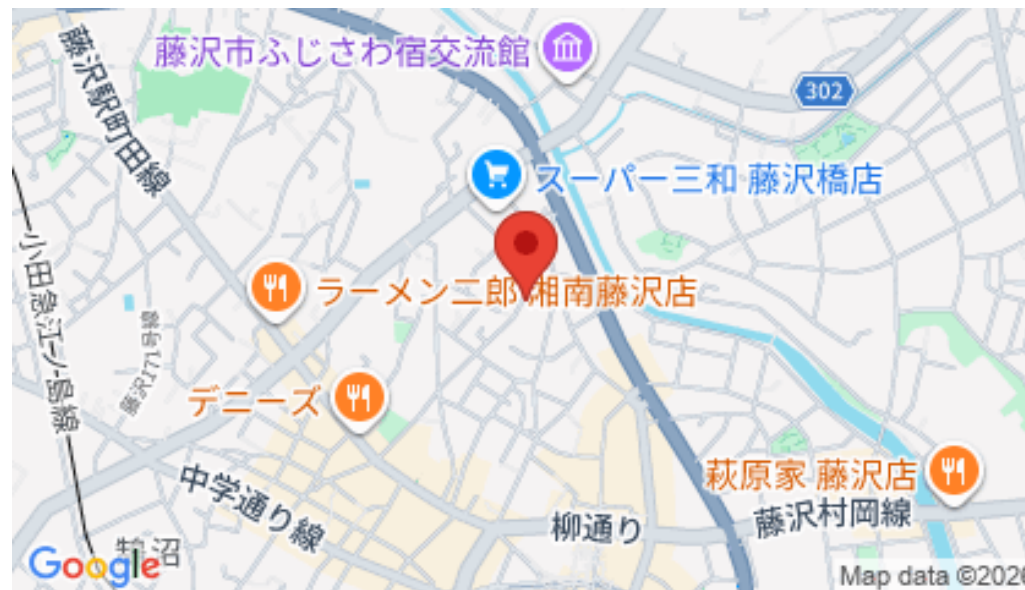 藤沢市ふじさわ宿交流館
藤沢駅町田線
302
スーパー三和 藤沢橋店
小田急江ノ島線
ラーメン二郎 湘南藤沢店
藤沢171号線
デニーズ
萩原家 藤沢店
中学通り線
柳通り
藤沢村岡線
鵠沼
Google
Map data ©2026